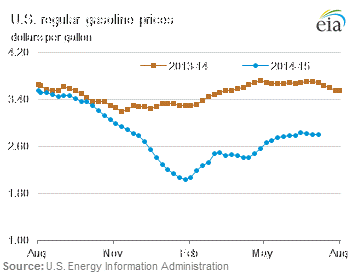 U.S. regular gasoline prices
dollars per gallon
eia
4.20
2013-14
2014-15
3.40
2.60
1.80
1.00
Aug
Nov
Feb
May
Aug
Source: U.S. Energy Information Administration